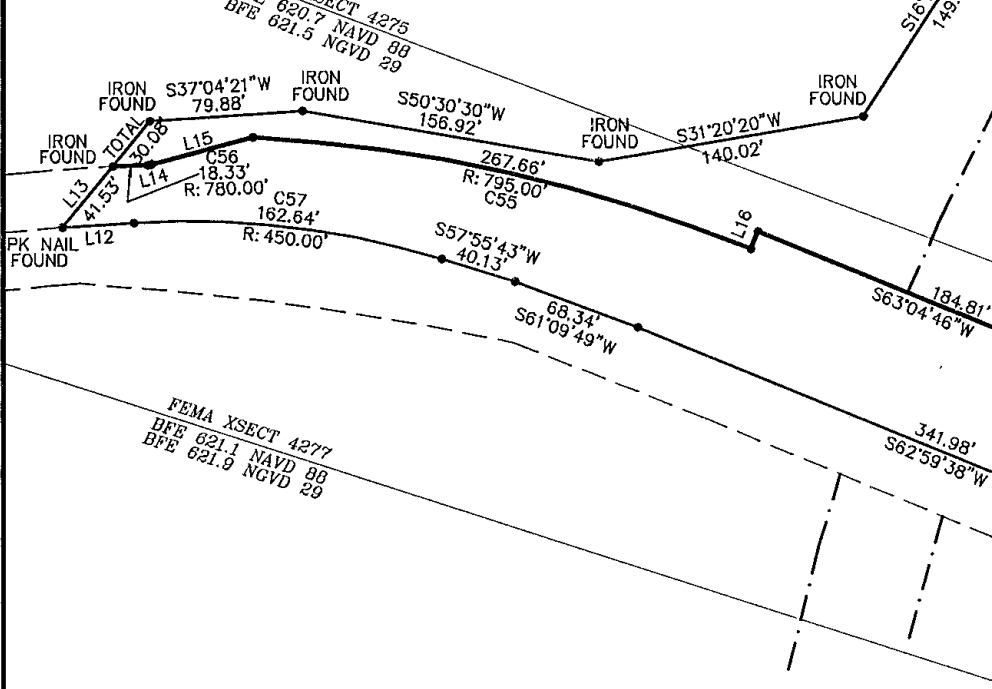 SECT 4275
620.7 NAVD 88
BFE 621.5 NGVD 29
S16°
149.
IRON
FOUND
S37°04'21"W
79.88'
IRON
FOUND
S50°30'30"W
156.92'
IRON
FOUND
S31°20'20"W
140.02'
IRON
FOUND
IRON
FOUND
TOTAL
30.08'
L15
C56
18.33'
R: 780.00'
L14
267.66'
R: 795.00'
C55
L13
41.53'
L12
PK NAIL
FOUND
C57
162.64'
R: 450.00'
S57°55'43"W
40.13'
68.34'
S61°09'49"W
L16
184.81'
S63°04'46"W
341.98'
S62°59'38"W
FEMA XSECT 4277
BFE 621.1 NAVD 88
BFE 621.9 NGVD 29